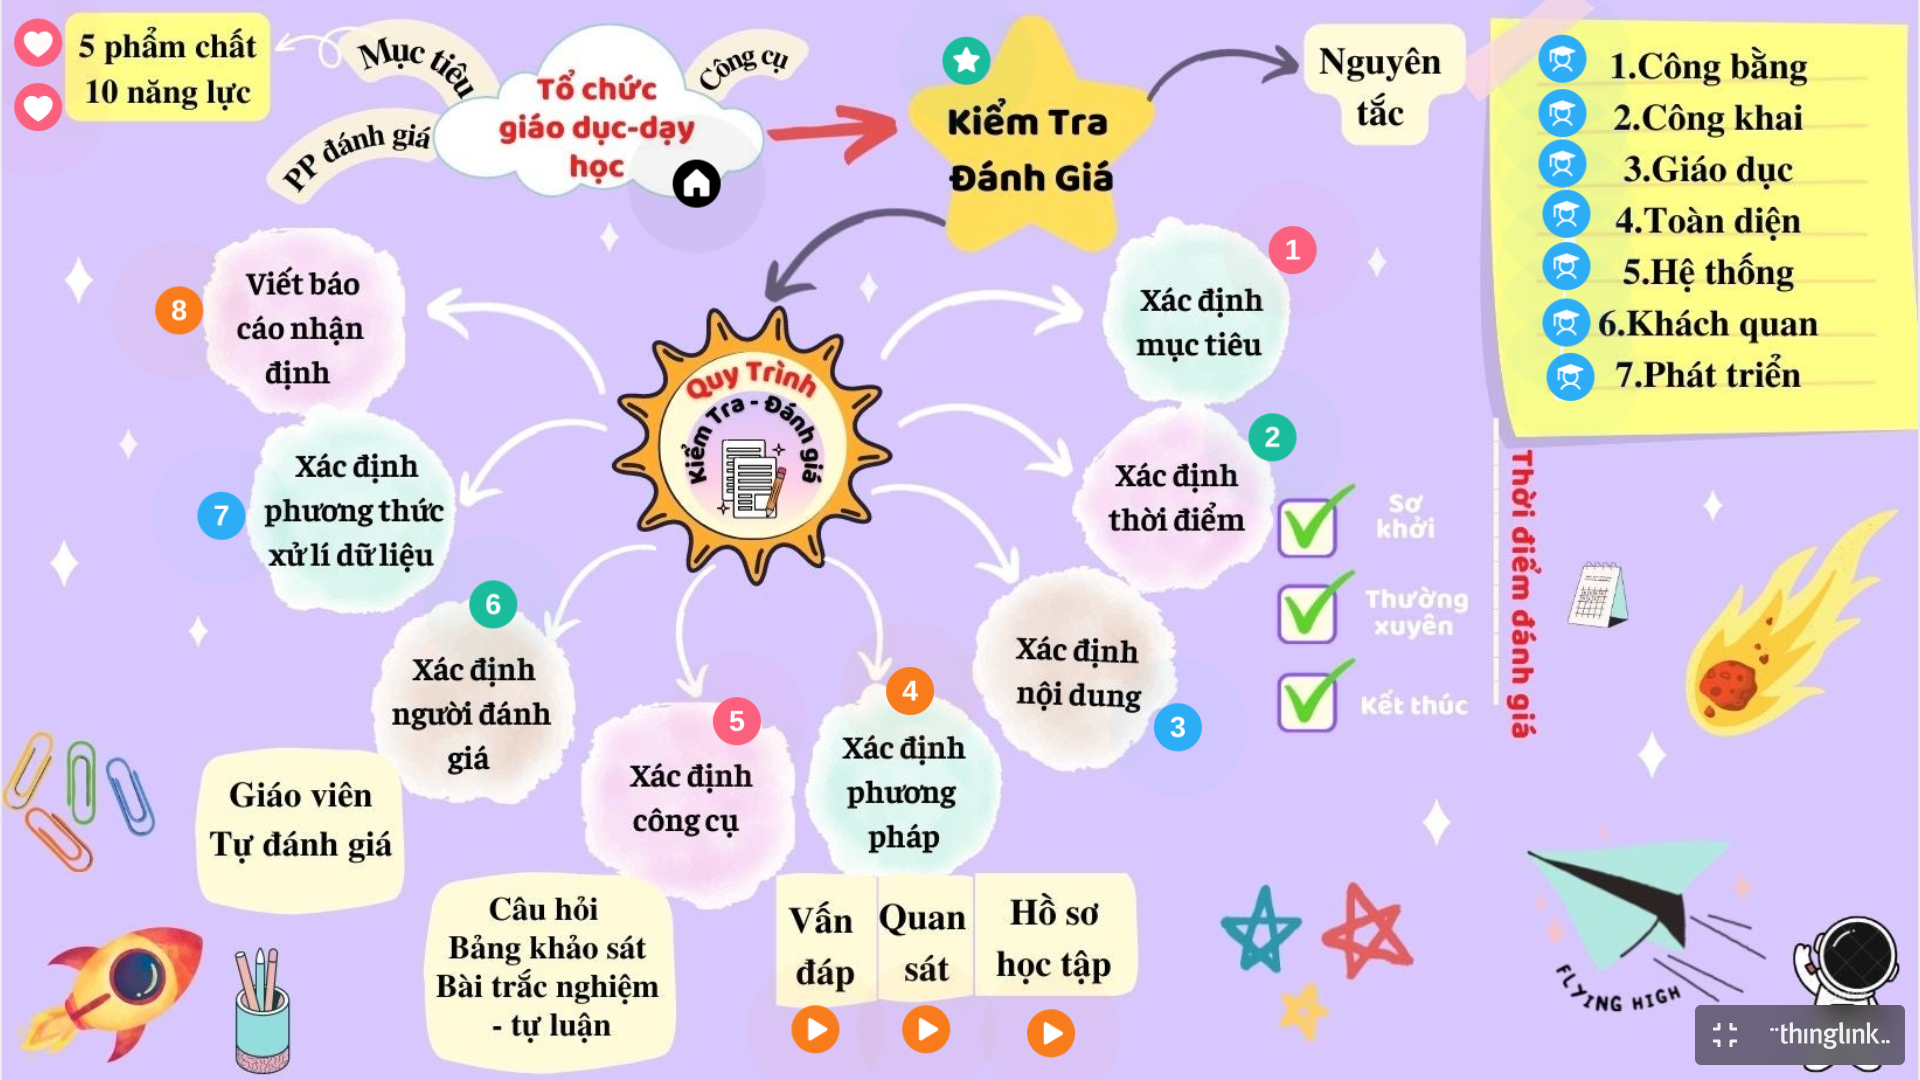 5 phẩm chất
10 năng lực
Mục tiêu
PP đánh giá
Tổ chức
giáo dục-dạy
học
Công cụ
Kiểm Tra
Đánh Giá
Nguyên
tắc
1.Công bằng
2.Công khai
3.Giáo dục
4.Toàn diện
5.Hệ thống
6.Khách quan
7.Phát triển
Quy Trình
Kiểm Tra - Đánh giá
1
Xác định
mục tiêu
2
Xác định
thời điểm
Sơ
khởi
Thường
xuyên
Kết thúc
Thời điểm đánh giá
Xác định
nội dung
3
4
Xác định
phương
pháp
Vấn
đáp
Quan
sát
Hồ sơ
học tập
5
Xác định
công cụ
Câu hỏi
Bảng khảo sát
Bài trắc nghiệm
- tự luận
6
Xác định
người đánh
giá
Giáo viên
Tự đánh giá
7
Xác định
phương thức
xử lí dữ liệu
8
Viết báo
cáo nhận
định
FLYING HIGH
thinglink..